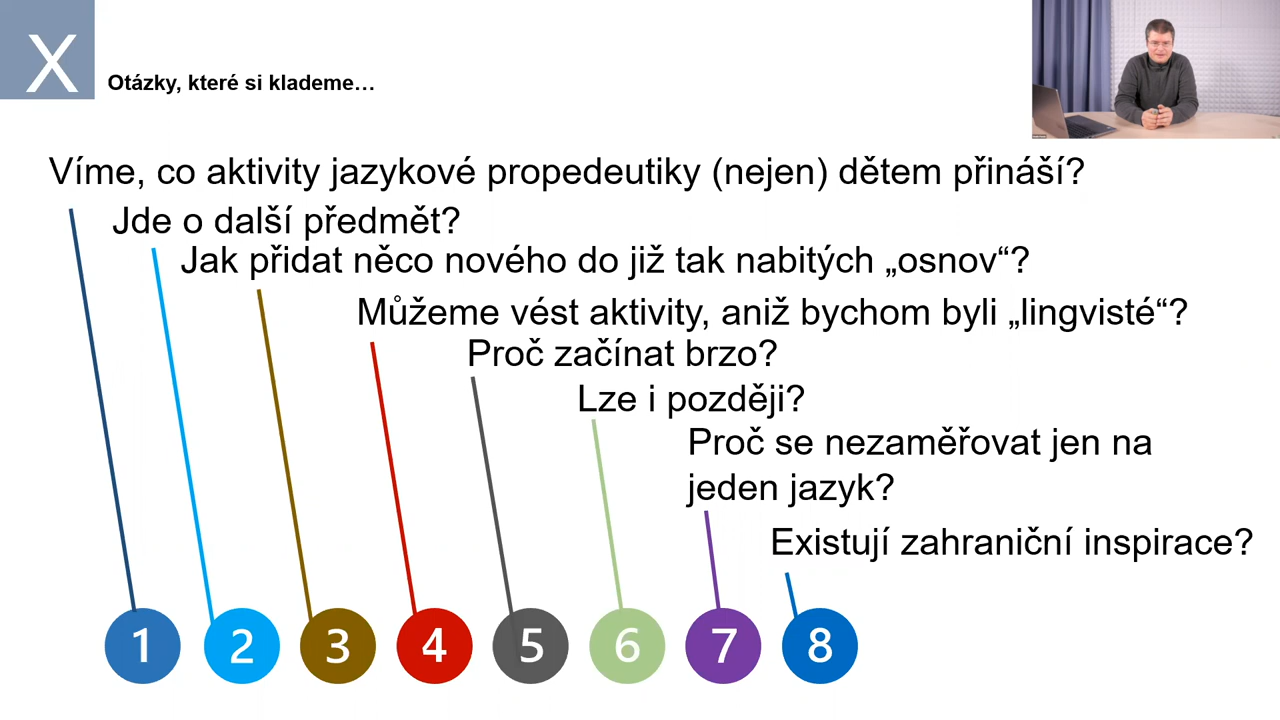 X
Otázky, které si klademe…
Víme, co aktivity jazykové propedeutiky (nejen) dětem přináší?
Jde o další předmět?
Jak přidat něco nového do již tak nabitých „osnov“?
Můžeme vést aktivity, aniž bychom byli „lingvisté“?
Proč začínat brzo?
Lze i později?
Proč se nezaměřovat jen na
jeden jazyk?
Existují zahraniční inspirace?
1 2 3 4 5 6 7 8